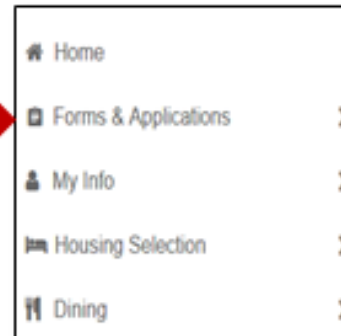 Home
Forms & Applications
My Info
Housing Selection
Dining